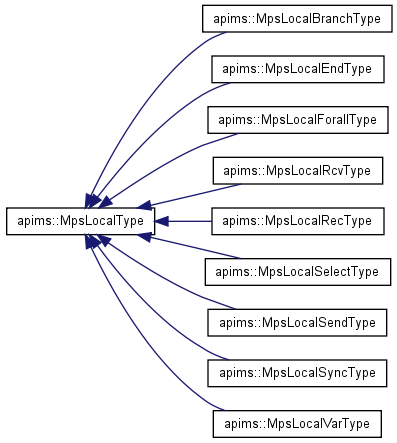 apims::MpsLocalBranchType
apims::MpsLocalEndType
apims::MpsLocalForallType
apims::MpsLocalRcvType
apims::MpsLocalType
apims::MpsLocalRecType
apims::MpsLocalSelectType
apims::MpsLocalSendType
apims::MpsLocalSyncType
apims::MpsLocalVarType